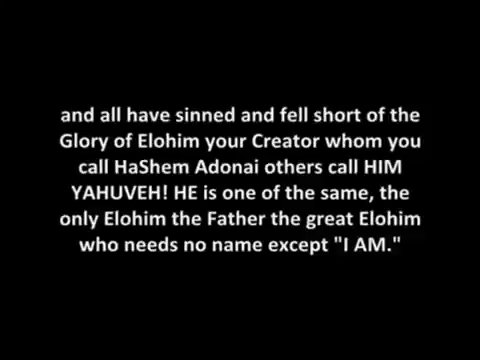 and all have sinned and fell short of the
Glory of Elohim your Creator whom you
call HaShem Adonai others call HIM
YAHUVEH! HE is one of the same, the
only Elohim the Father the great Elohim
who needs no name except "I AM."